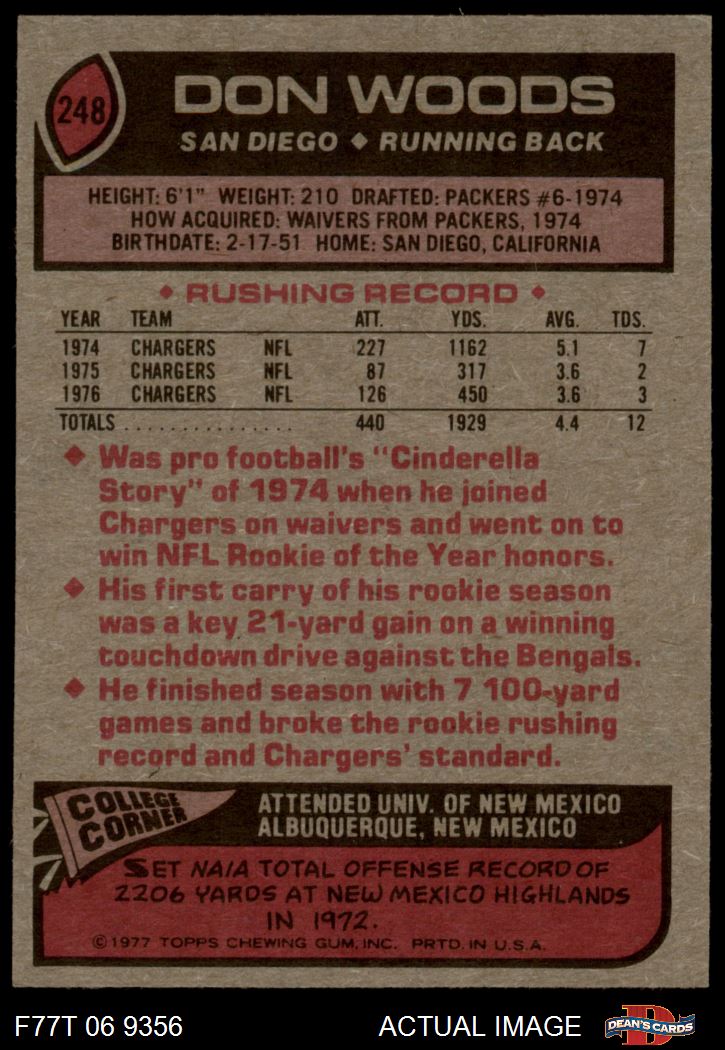 248
DON WOODS
SAN DIEGO ◆ RUNNING BACK
HEIGHT: 6'1" WEIGHT: 210 DRAFTED: PACKERS #6-1974
HOW ACQUIRED: WAIVERS FROM PACKERS, 1974
BIRTHDATE: 2-17-51 HOME: SAN DIEGO, CALIFORNIA
◆ RUSHING RECORD ◆
YEAR TEAM ATT. YDS. AVG. TDS.
1974 CHARGERS NFL 227 1162 5.1 7
1975 CHARGERS NFL 87 317 3.6 2
1976 CHARGERS NFL 126 450 3.6 3
TOTALS ............... 440 1929 4.4 12
◆ Was pro football's "Cinderella
Story" of 1974 when he joined
Chargers on waivers and went on to
win NFL Rookie of the Year honors.
◆ His first carry of his rookie season
was a key 21-yard gain on a winning
touchdown drive against the Bengals.
◆ He finished season with 7 100-yard
games and broke the rookie rushing
record and Chargers' standard.
COLLEGE
CORNER
ATTENDED UNIV. OF NEW MEXICO
ALBUQUERQUE, NEW MEXICO
SET NAIA TOTAL OFFENSE RECORD OF
2206 YARDS AT NEW MEXICO HIGHLANDS
IN 1972.
© 1977 TOPPS CHEWING GUM, INC. PRTD. IN U.S.A.
F77T 06 9356 ACTUAL IMAGE
D
DEAN'S CARDS